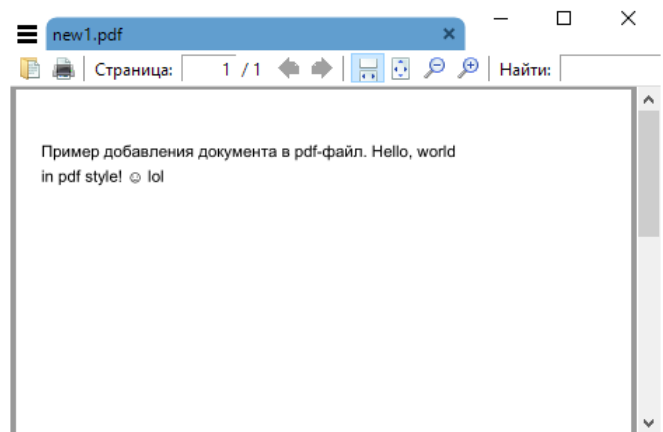 new1.pdf
Страница: 1 / 1 Найти:
Пример добавления документа в pdf-файл. Hello, world
in pdf style! ☺ lol